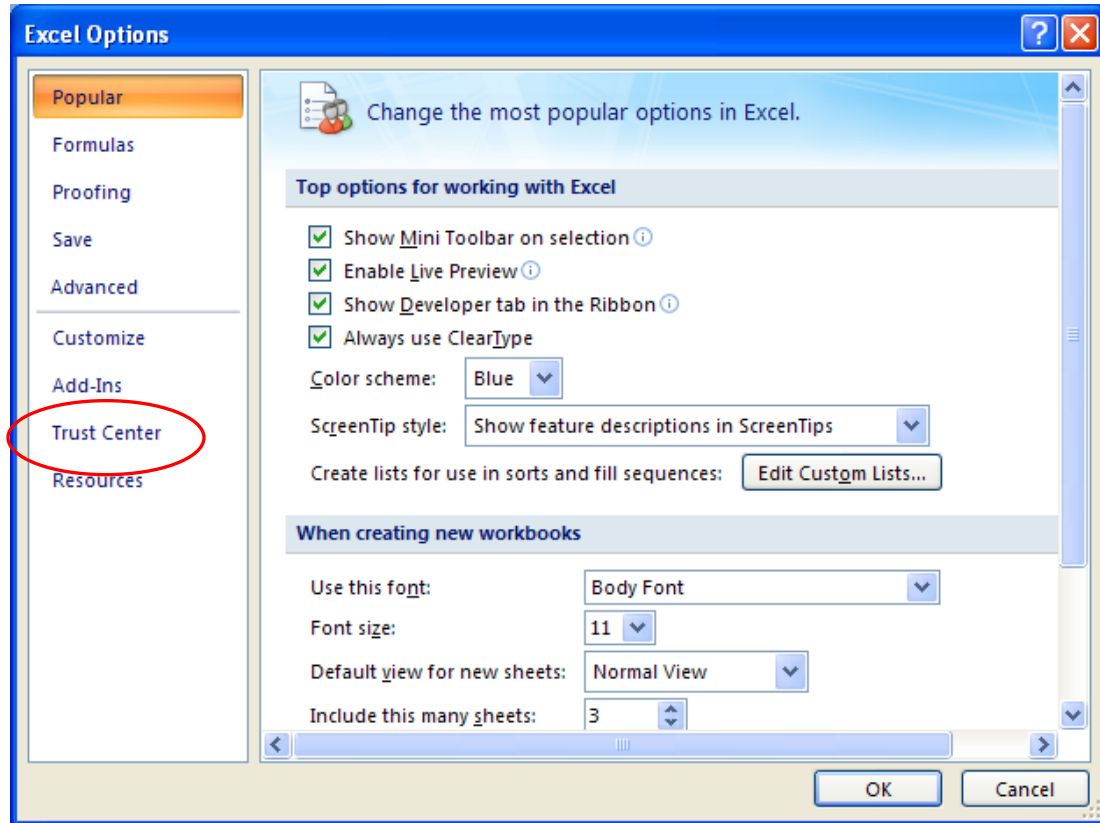 Excel Options
Popular
Formulas
Proofing
Save
Advanced
Customize
Add-Ins
Trust Center
Resources
Change the most popular options in Excel.
Top options for working with Excel
Show Mini Toolbar on selection
Enable Live Preview
Show Developer tab in the Ribbon
Always use ClearType
Color scheme: Blue
ScreenTip style: Show feature descriptions in ScreenTips
Create lists for use in sorts and fill sequences: Edit Custom Lists...
When creating new workbooks
Use this font: Body Font
Font size: 11
Default view for new sheets: Normal View
Include this many sheets: 3
OK Cancel